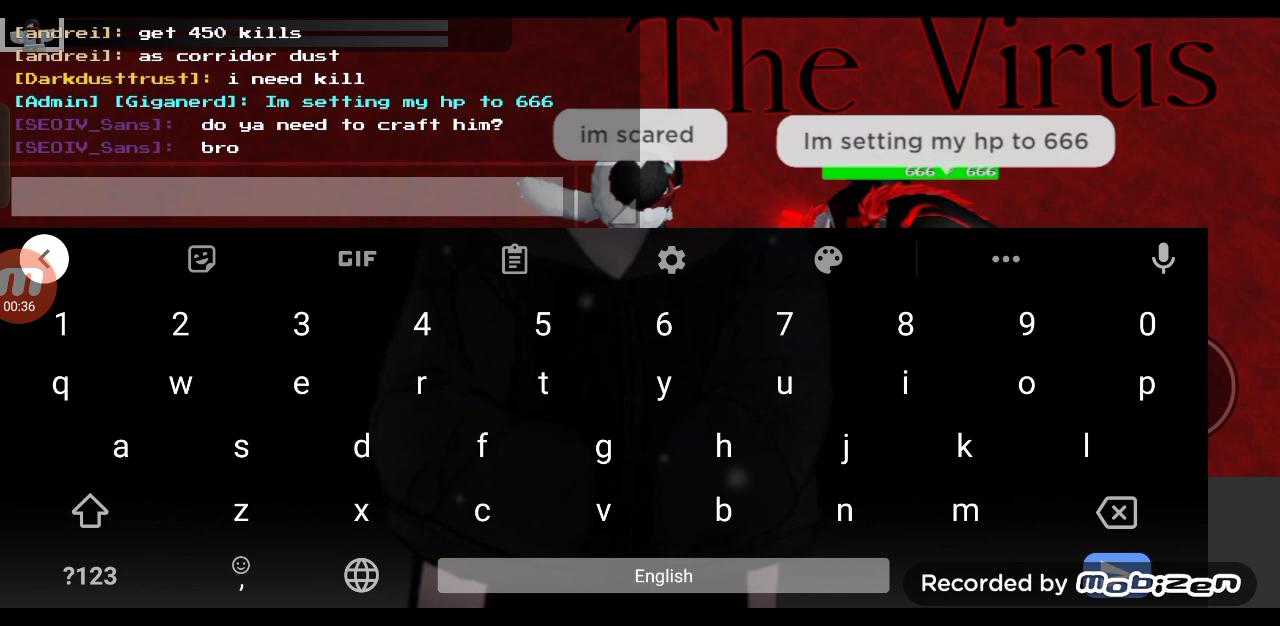 [andrei]: get 450 kills
[andrei]: as corridor dust
[Darkdusttrust]: i need kill
[Admin] [Giganerd]: Im setting my hp to 666
[SEOIV_Sans]: do ya need to craft him?
[SEOIV_Sans]: bro
The Virus
im scared
Im setting my hp to 666
666 666
GIF
00:36
1 2 3 4 5 6 7 8 9 0
q w e r t y u i o p
a s d f g h j k l
z x c v b n m
?123 , English
Recorded by mobizen